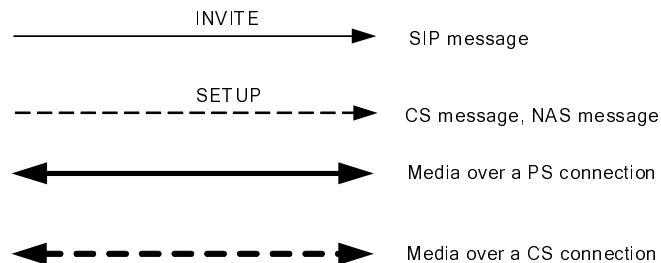 INVITE
SIP message
SETUP
CS message, NAS message
Media over a PS connection
Media over a CS connection